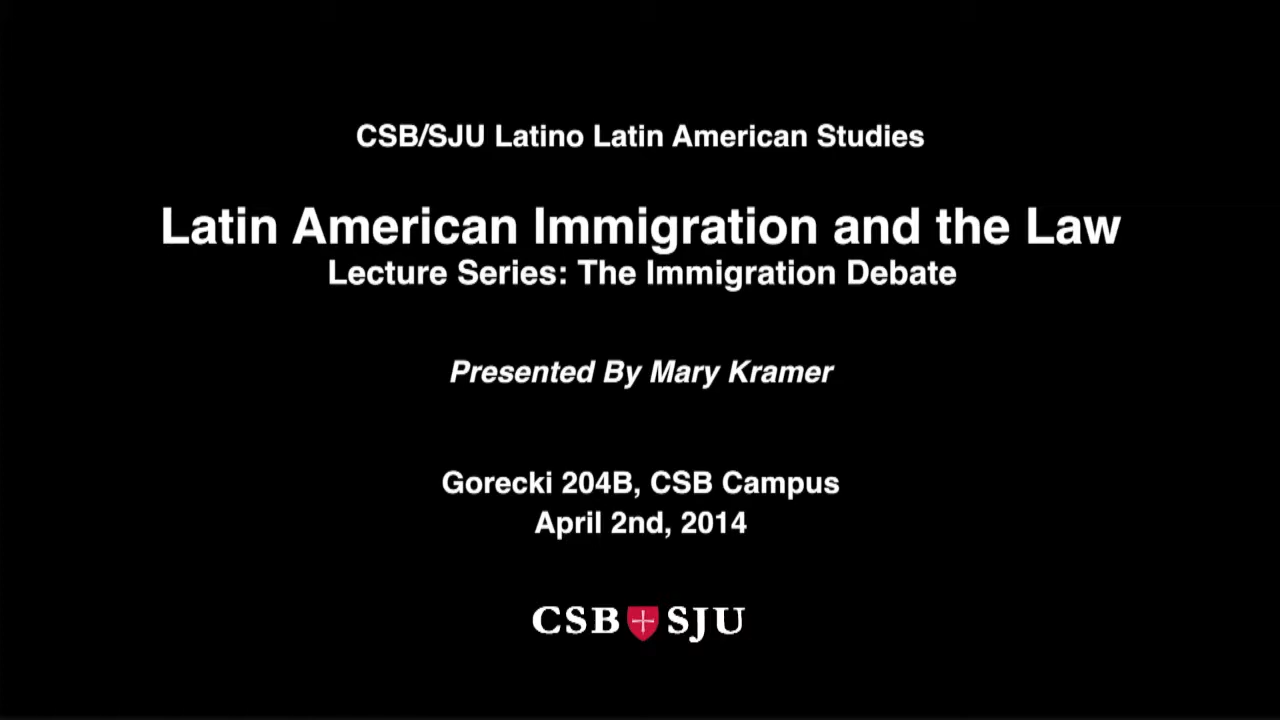 CSB/SJU Latino Latin American Studies
Latin American Immigration and the Law
Lecture Series: The Immigration Debate
Presented By Mary Kramer
Gorecki 204B, CSB Campus
April 2nd, 2014
CSB SJU